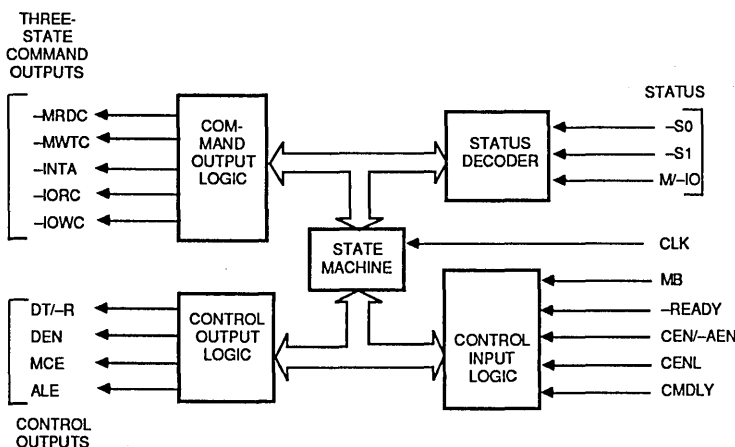 THREE-
STATE
COMMAND
OUTPUTS
–MRDC
–MWTC
–INTA
–IORC
–IOWC
COM-
MAND
OUTPUT
LOGIC
STATUS
DECODER
STATUS
–S0
–S1
M/–IO
STATE
MACHINE
CLK
DT/–R
DEN
MCE
ALE
CONTROL
OUTPUTS
CONTROL
OUTPUT
LOGIC
CONTROL
INPUT
LOGIC
MB
–READY
CEN/–AEN
CENL
CMDLY